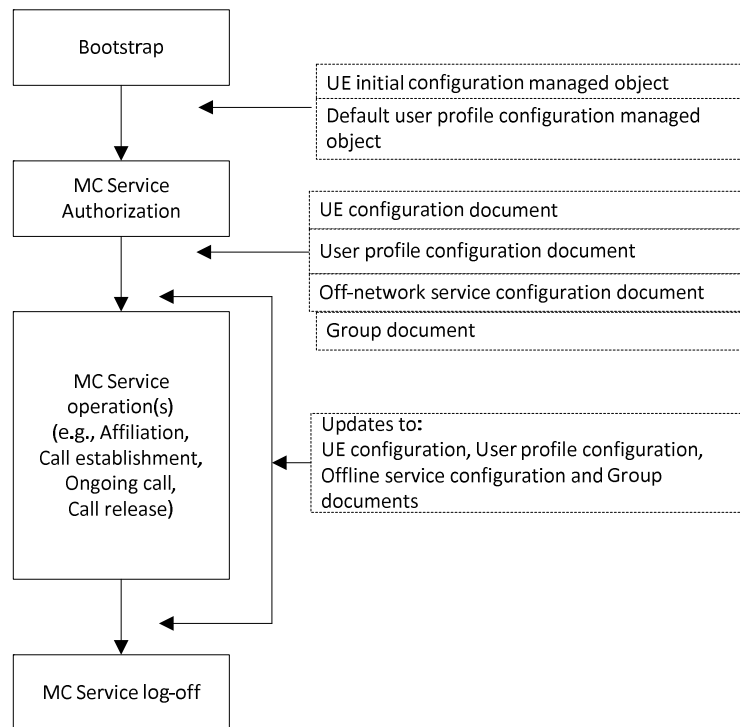 Bootstrap
UE initial configuration managed object
Default user profile configuration managed
object
MC Service
Authorization
UE configuration document
User profile configuration document
Off-network service configuration document
Group document
MC Service
operation(s)
(e.g., Affiliation,
Call establishment,
Ongoing call,
Call release)
Updates to:
UE configuration, User profile configuration,
Offline service configuration and Group
documents
MC Service log-off